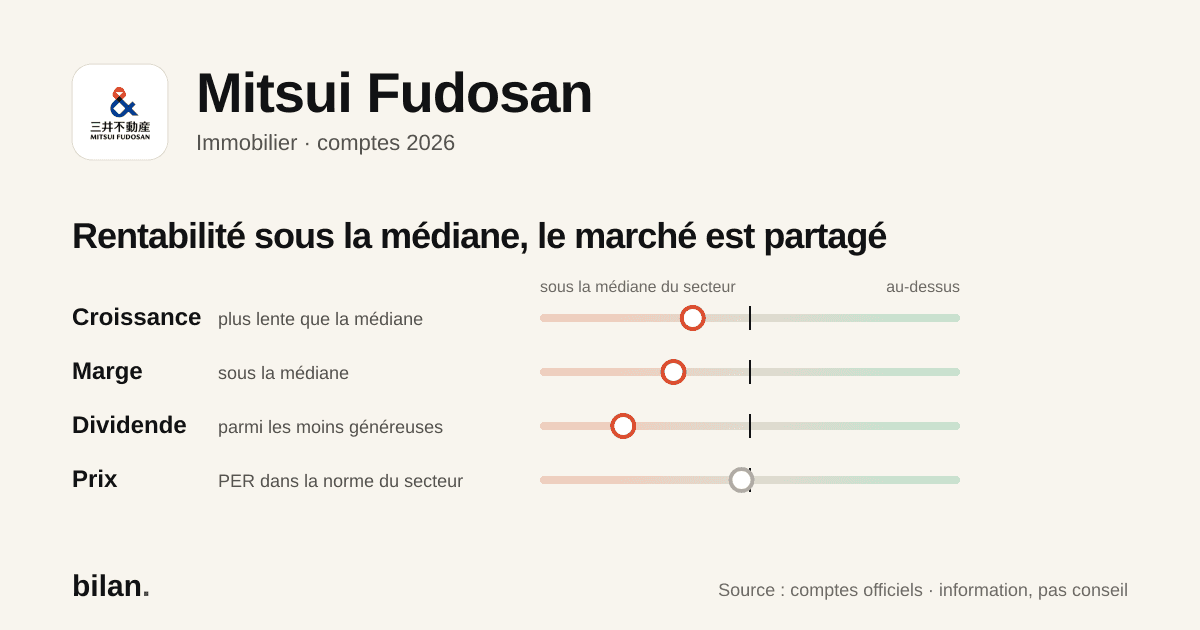 &
三井不動産
MITSUI FUDOSAN
Mitsui Fudosan
Immobilier · comptes 2026
Rentabilité sous la médiane, le marché est partagé
sous la médiane du secteur au-dessus
Croissance plus lente que la médiane
Marge sous la médiane
Dividende parmi les moins généreuses
Prix PER dans la norme du secteur
bilan.
Source : comptes officiels · information, pas conseil